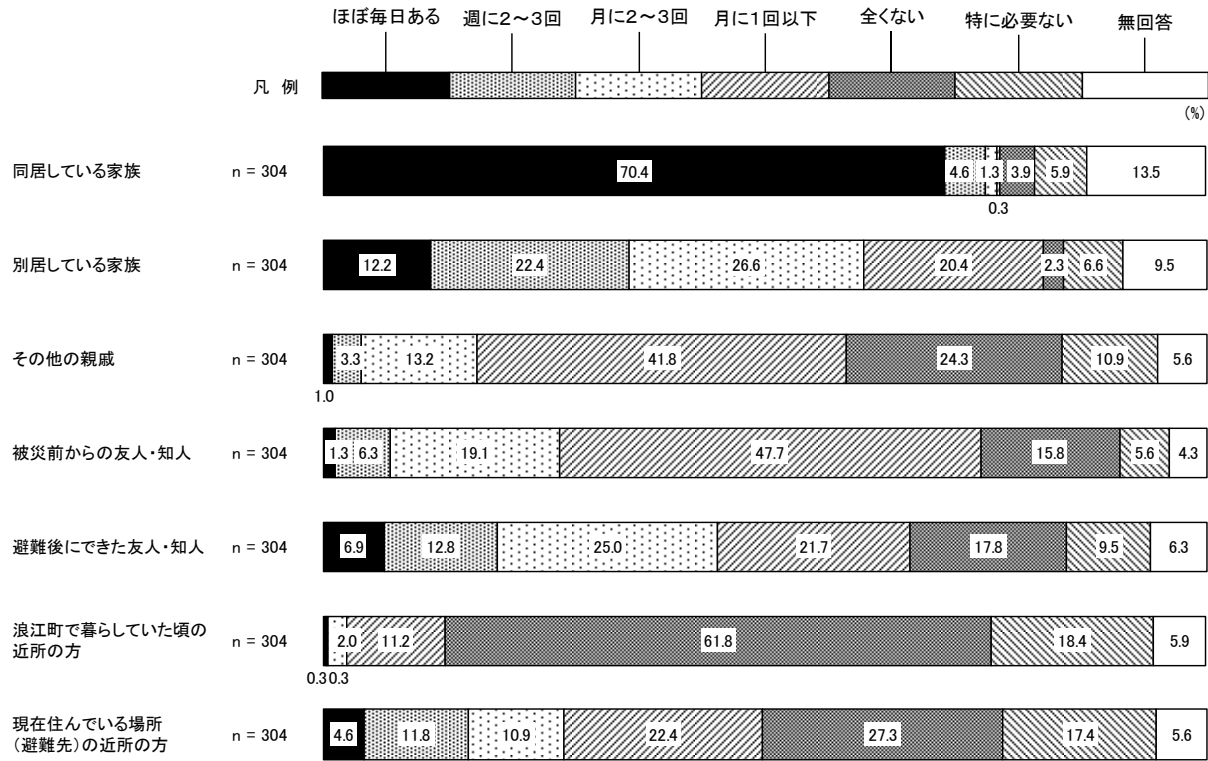 ほぼ毎日ある 週に2～3回 月に2～3回 月に1回以下 全くない 特に必要ない 無回答
凡 例
(%)
同居している家族 n = 304 70.4 4.6 1.3 3.9 5.9 13.5
0.3
別居している家族 n = 304 12.2 22.4 26.6 20.4 2.3 6.6 9.5
その他の親戚 n = 304 3.3 13.2 41.8 24.3 10.9 5.6
1.0
被災前からの友人・知人 n = 304 1.3 6.3 19.1 47.7 15.8 5.6 4.3
避難後にできた友人・知人 n = 304 6.9 12.8 25.0 21.7 17.8 9.5 6.3
浪江町で暮らしていた頃の
近所の方 n = 304 2.0 11.2 61.8 18.4 5.9
0.3 0.3
現在住んでいる場所
（避難先）の近所の方 n = 304 4.6 11.8 10.9 22.4 27.3 17.4 5.6